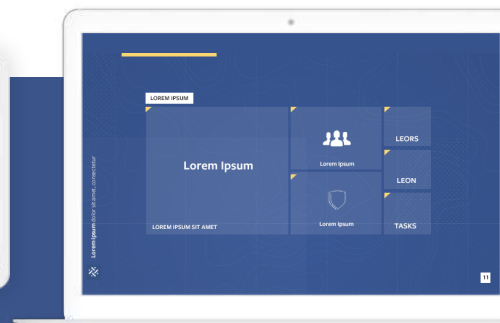 LOREM IPSUM
Lorem Ipsum
LOREM IPSUM SIT AMET
Lorem Ipsum
Lorem Ipsum
LEORS
LEON
TASKS
Lorem Ipsum dolor sit amet, consectetur
11